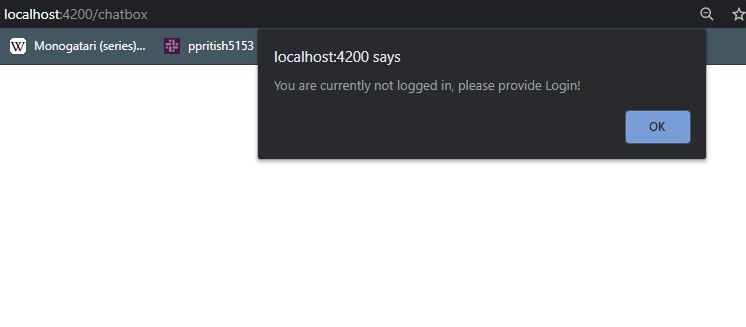 localhost:4200/chatbox
Monogatari (series)... ppritish5153
localhost:4200 says
You are currently not logged in, please provide Login!
OK